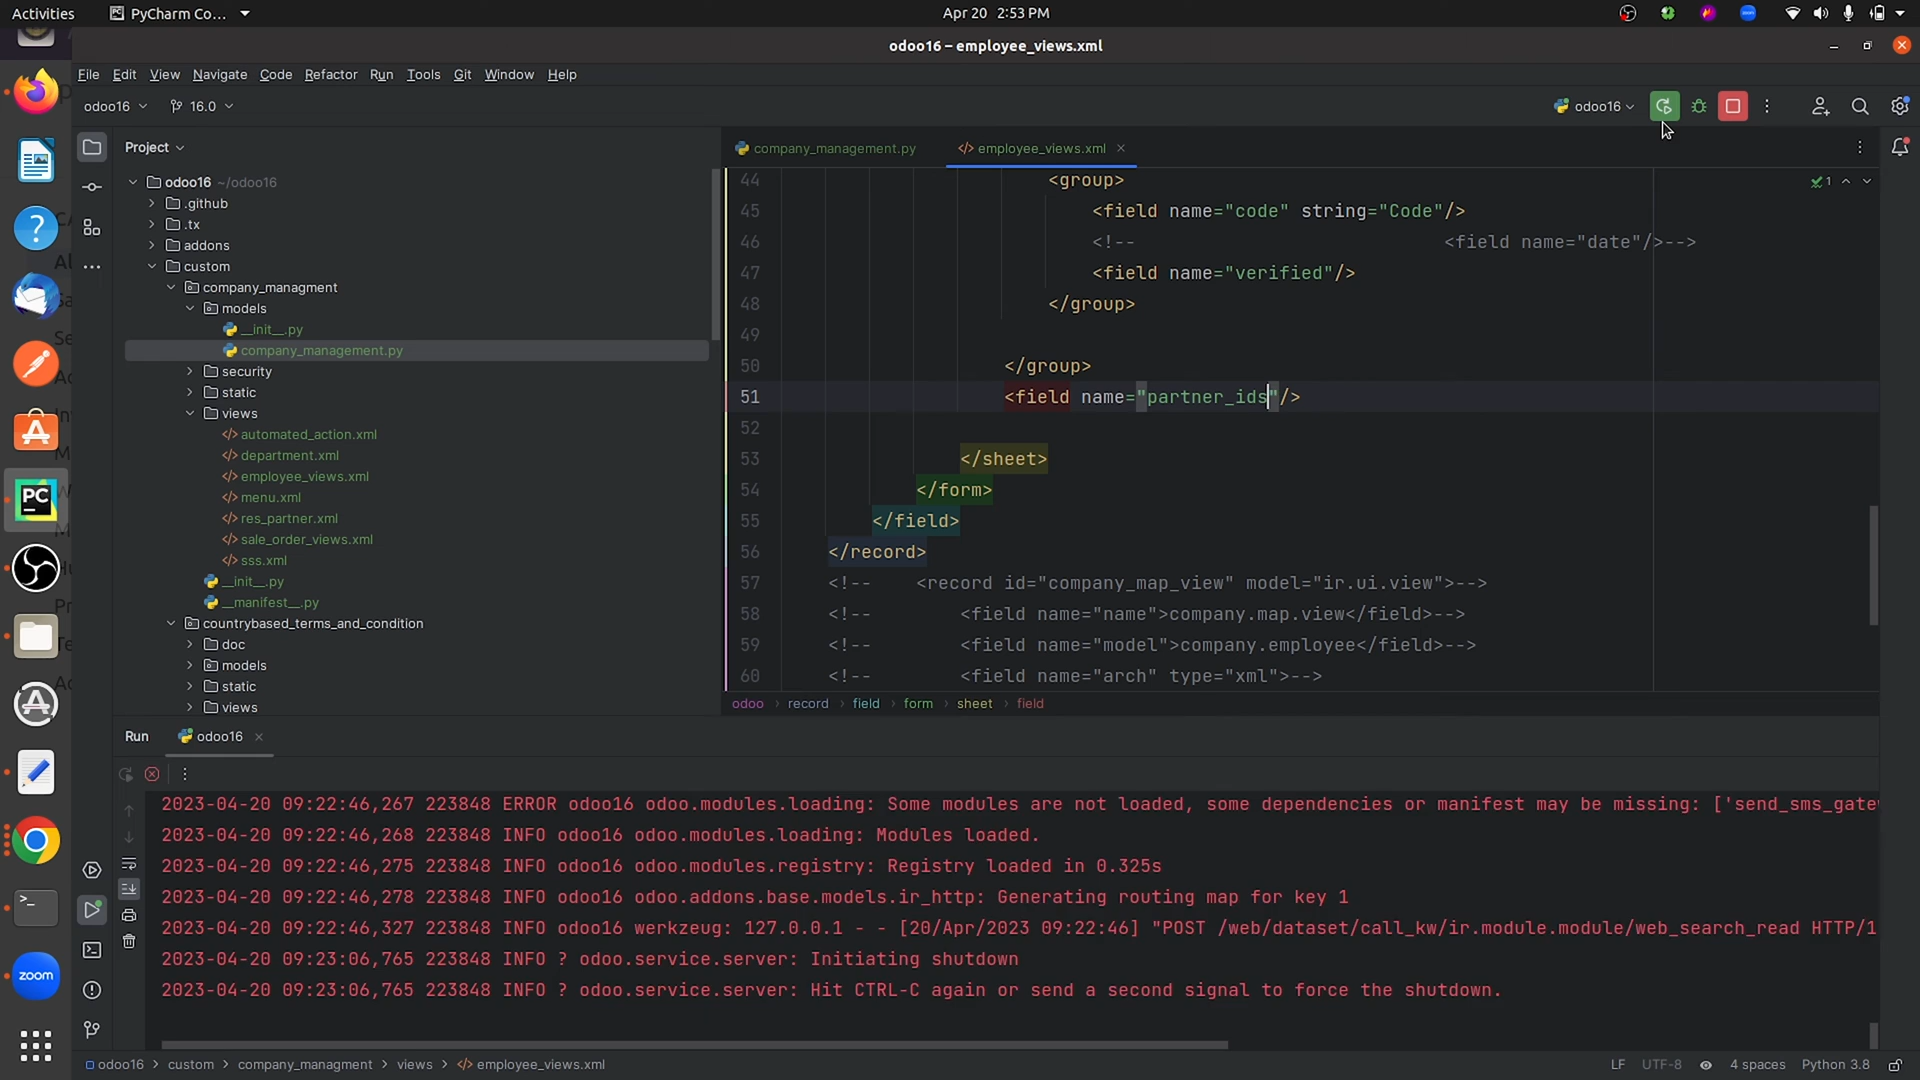 Activities
PyCharm Co...
Apr 20 2:53 PM
zoom
odoo16 – employee_views.xml
File Edit View Navigate Code Refactor Run Tools Git Window Help
odoo16
16.0
odoo16
Project
company_management.py
employee_views.xml
odoo16 ~/odoo16
.github
.tx
addons
custom
company_managment
models
__init__.py
company_management.py
security
static
views
automated_action.xml
department.xml
employee_views.xml
menu.xml
res_partner.xml
sale_order_views.xml
sss.xml
__init__.py
__manifest__.py
countrybased_terms_and_condition
doc
models
static
views
1
44 <group>
45 <field name="code" string="Code"/>
46 <!-- <field name="date"/>-->
47 <field name="verified"/>
48 </group>
49
50 </group>
51 <field name="partner_ids"/>
52
53 </sheet>
54 </form>
55 </field>
56 </record>
57 <!-- <record id="company_map_view" model="ir.ui.view">-->
58 <!-- <field name="name">company.map.view</field>-->
59 <!-- <field name="model">company.employee</field>-->
60 <!-- <field name="arch" type="xml">-->
odoo › record › field › form › sheet › field
PC
Run odoo16
2023-04-20 09:22:46,267 223848 ERROR odoo16 odoo.modules.loading: Some modules are not loaded, some dependencies or manifest may be missing: ['send_sms_gate
2023-04-20 09:22:46,268 223848 INFO odoo16 odoo.modules.loading: Modules loaded.
2023-04-20 09:22:46,275 223848 INFO odoo16 odoo.modules.registry: Registry loaded in 0.325s
2023-04-20 09:22:46,278 223848 INFO odoo16 odoo.addons.base.models.ir_http: Generating routing map for key 1
2023-04-20 09:22:46,327 223848 INFO odoo16 werkzeug: 127.0.0.1 - - [20/Apr/2023 09:22:46] "POST /web/dataset/call_kw/ir.module.module/web_search_read HTTP/1
2023-04-20 09:23:06,765 223848 INFO ? odoo.service.server: Initiating shutdown
2023-04-20 09:23:06,765 223848 INFO ? odoo.service.server: Hit CTRL-C again or send a second signal to force the shutdown.
zoom
odoo16 › custom › company_managment › views › employee_views.xml
LF UTF-8 4 spaces Python 3.8